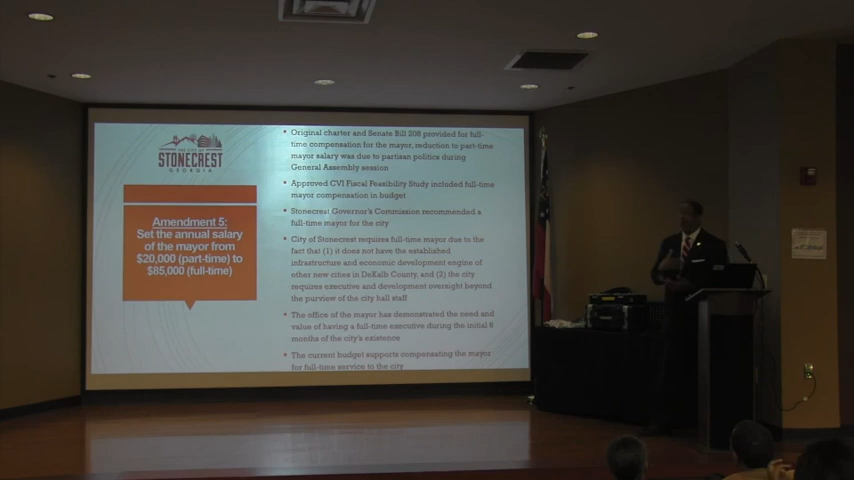 THE CITY OF
STONECREST
GEORGIA
Amendment 5:
Set the annual salary
of the mayor from
$20,000 (part-time) to
$85,000 (full-time)
• Original charter and Senate Bill 208 provided for full-
time compensation for the mayor, reduction to part-time
mayor salary was due to partisan politics during
General Assembly session
• Approved CVI Fiscal Feasibility Study included full-time
mayor compensation in budget
• Stonecrest Governor's Commission recommended a
full-time mayor for the city
• City of Stonecrest requires full-time mayor due to the
fact that (1) it does not have the established
infrastructure and economic development engine of
other new cities in DeKalb County, and (2) the city
requires executive and development oversight beyond
the purview of the city hall staff
• The office of the mayor has demonstrated the need and
value of having a full-time executive during the initial 8
months of the city's existence
• The current budget supports compensating the mayor
for full-time service to the city